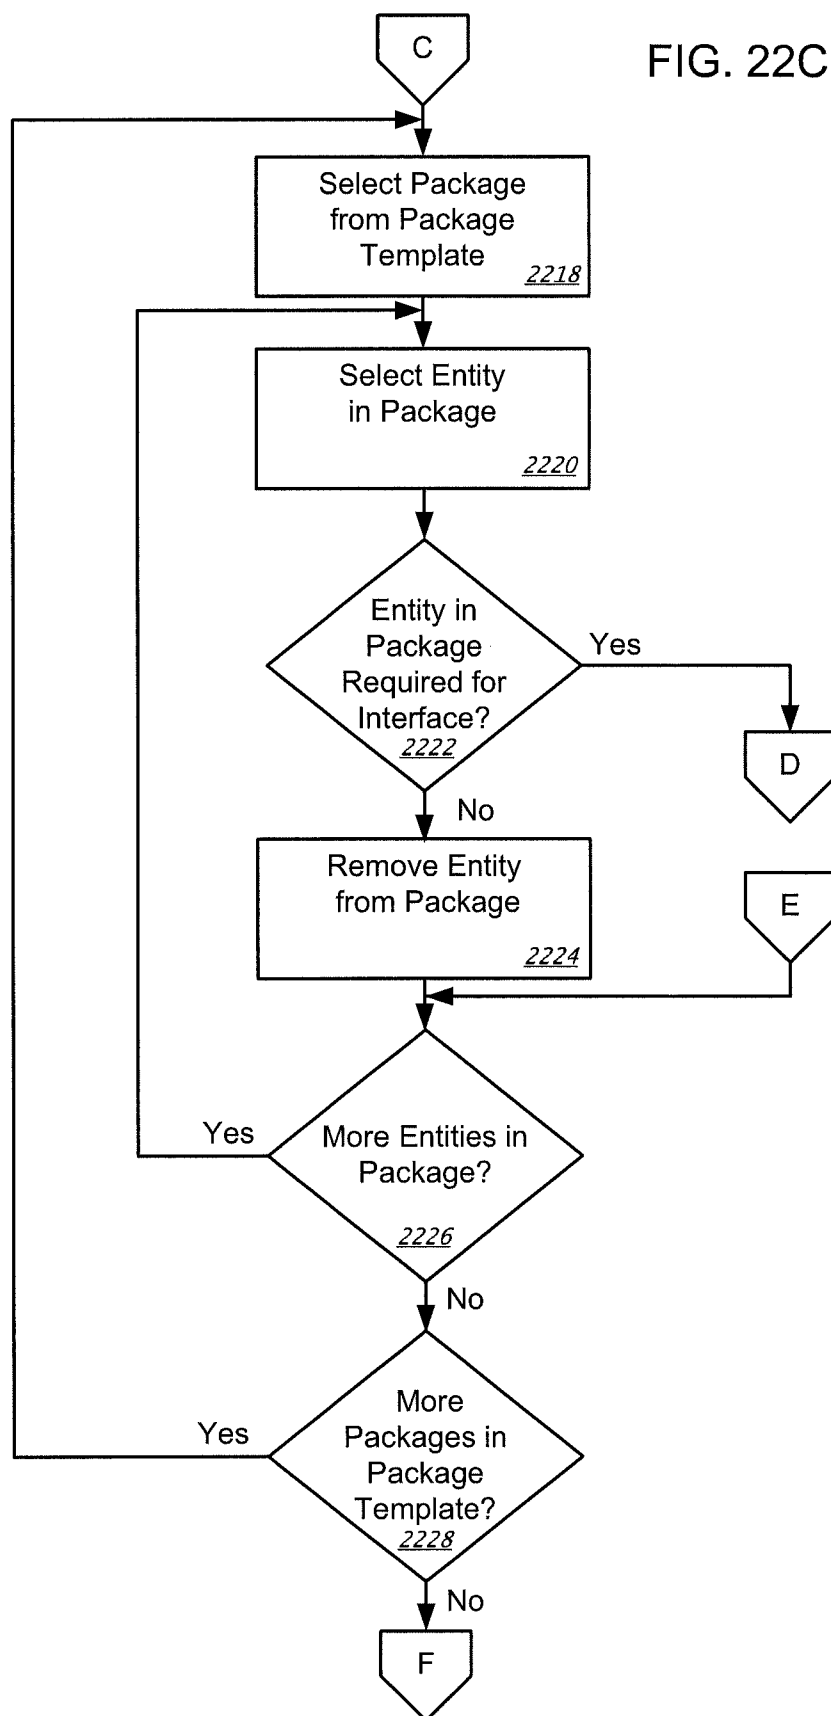 C
FIG. 22C
Select Package
from Package
Template
2218
Select Entity
in Package
2220
Entity in
Package
Required for
Interface?
2222
Yes
D
No
Remove Entity
from Package
2224
E
Yes
More Entities in
Package?
2226
No
Yes
More
Packages in
Package
Template?
2228
No
F